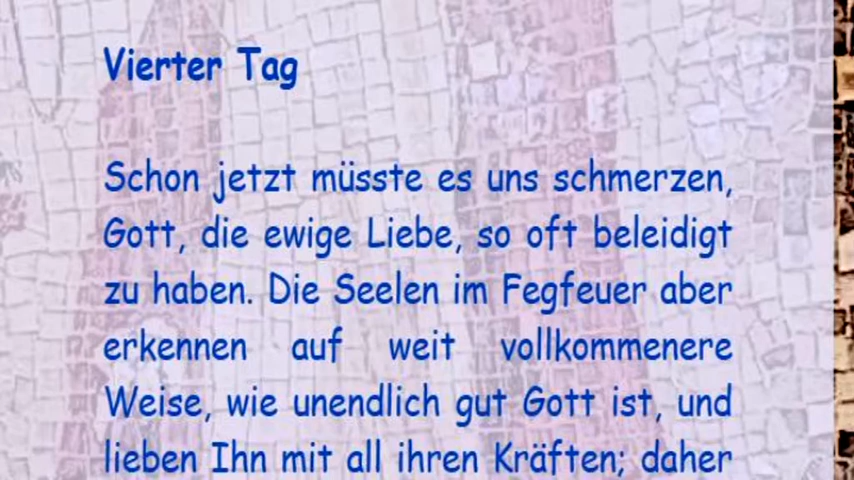 Vierter Tag
Schon jetzt müsste es uns schmerzen,
Gott, die ewige Liebe, so oft beleidigt
zu haben. Die Seelen im Fegfeuer aber
erkennen auf weit vollkommenere
Weise, wie unendlich gut Gott ist, und
lieben Ihn mit all ihren Kräften; daher